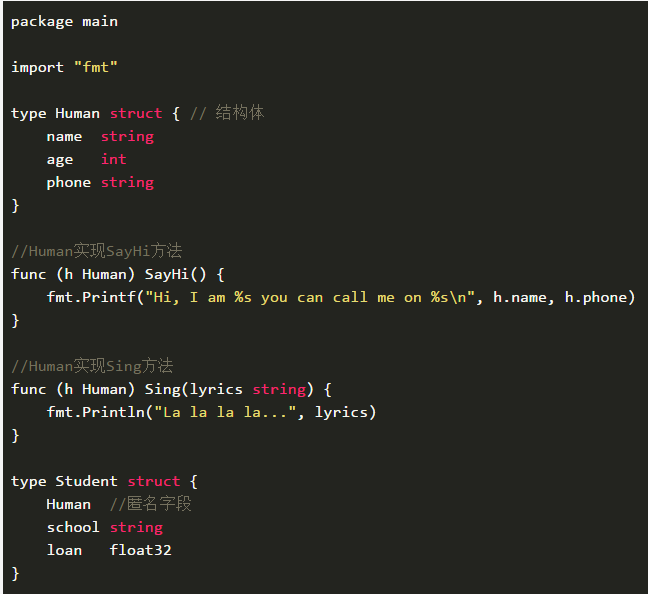 package main
import "fmt"
type Human struct { // 结构体
    name  string
    age   int
    phone string
}
//Human实现SayHi方法
func (h Human) SayHi() {
    fmt.Printf("Hi, I am %s you can call me on %s\n", h.name, h.phone)
}
//Human实现Sing方法
func (h Human) Sing(lyrics string) {
    fmt.Println("La la la la...", lyrics)
}
type Student struct {
    Human  //匿名字段
    school string
    loan   float32
}